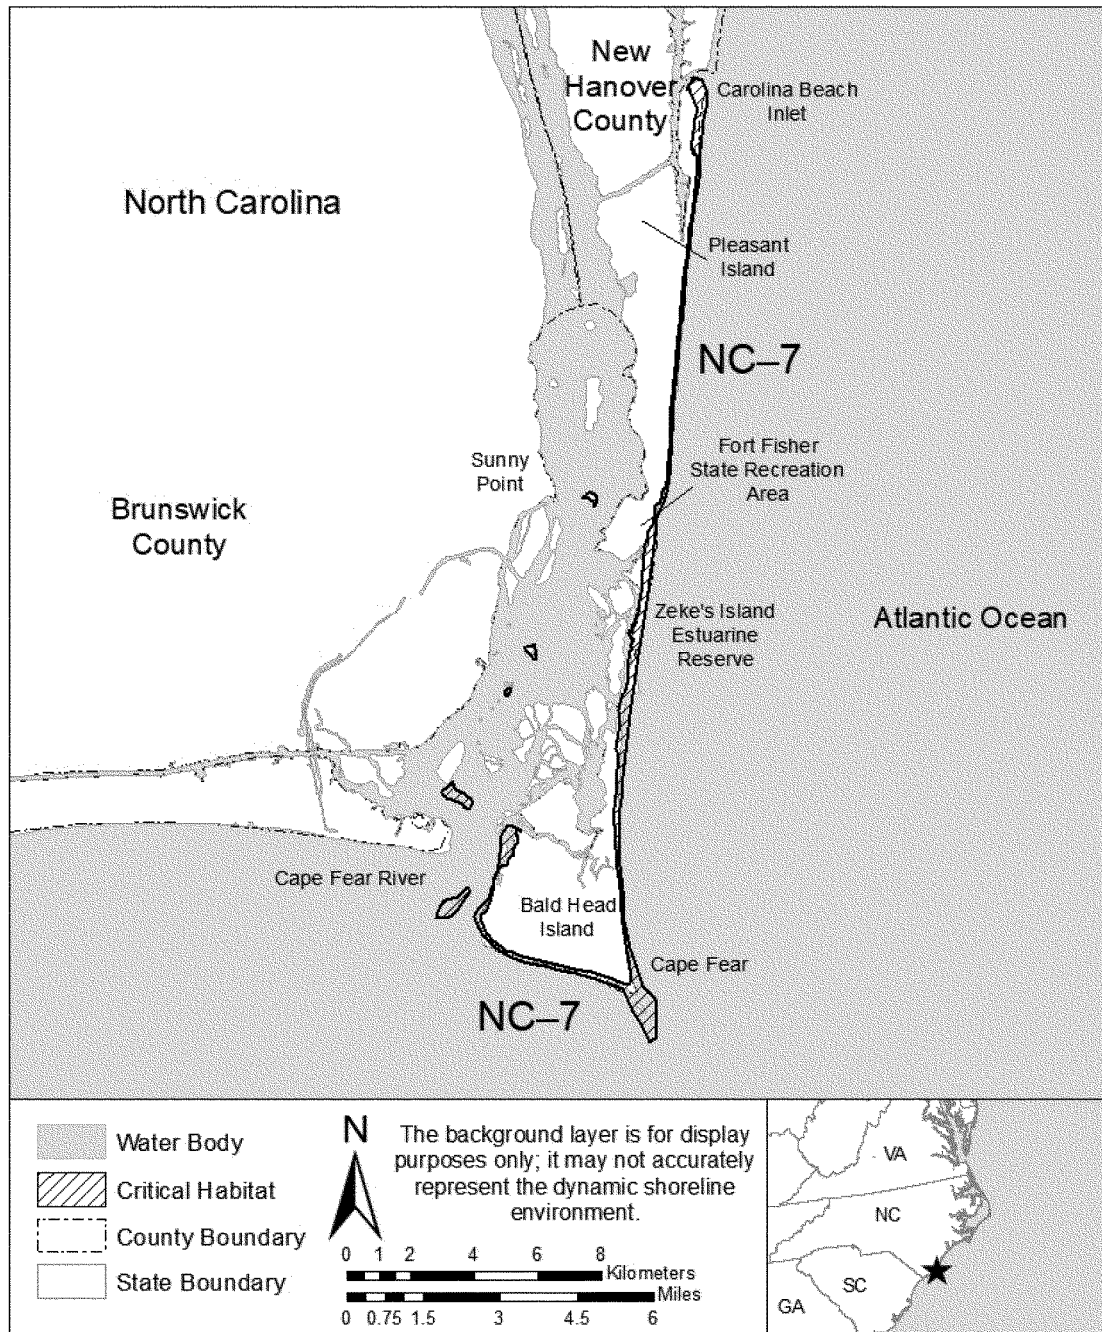 New
Hanover
County
Carolina Beach
Inlet
North Carolina
Pleasant
Island
NC–7
Fort Fisher
State Recreation
Area
Sunny
Point
Brunswick
County
Zeke's Island
Estuarine
Reserve
Atlantic Ocean
Cape Fear River
Bald Head
Island
Cape Fear
NC–7
Water Body
Critical Habitat
County Boundary
State Boundary
N
The background layer is for display
purposes only; it may not accurately
represent the dynamic shoreline
environment.
0 1 2 4 6 8
Kilometers
Miles
0 0.75 1.5 3 4.5 6
VA
NC
SC
GA